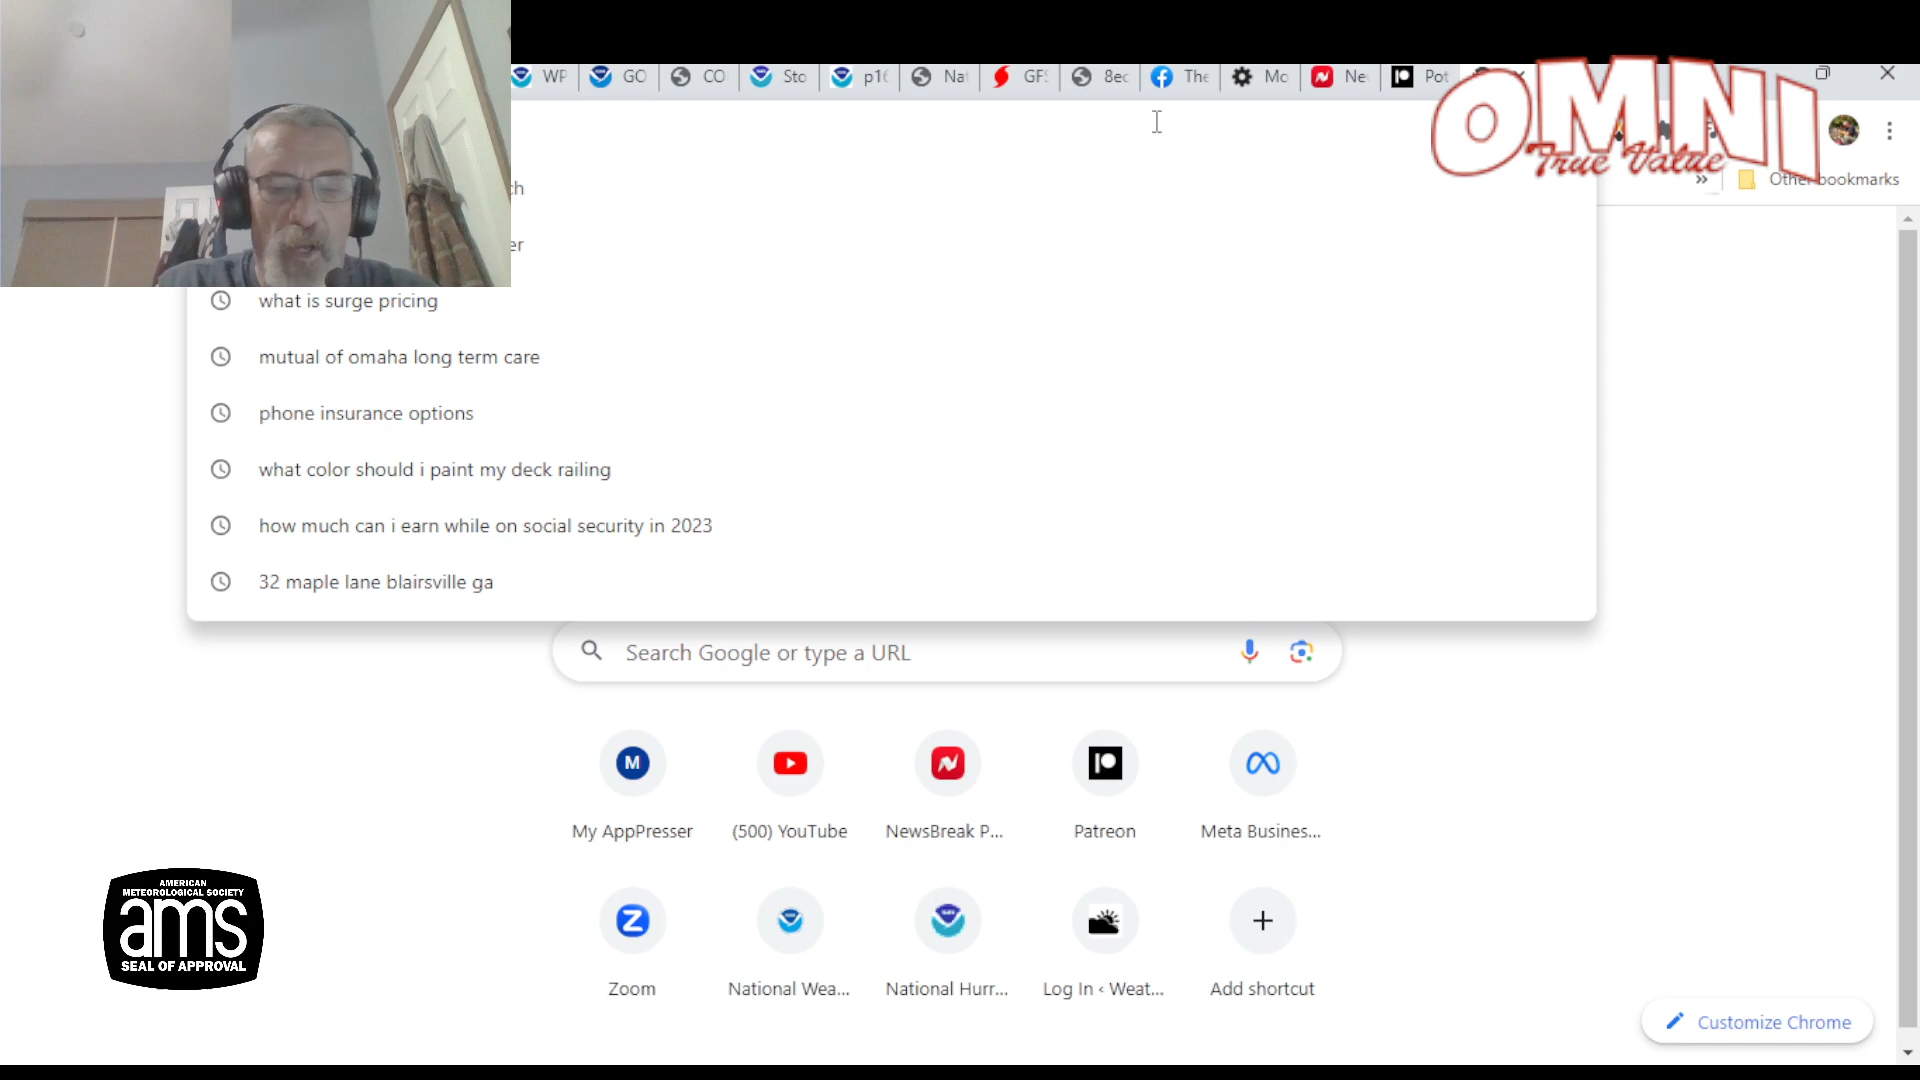 WP
GO
CO
Sto
p16
Nat
GFS
8ec
The
Mo
Ne
Pot
OMNI
True Value
Other bookmarks
ch
er
what is surge pricing
mutual of omaha long term care
phone insurance options
what color should i paint my deck railing
how much can i earn while on social security in 2023
32 maple lane blairsville ga
Search Google or type a URL
My AppPresser
(500) YouTube
NewsBreak P...
Patreon
Meta Busines...
AMERICAN
METEOROLOGICAL SOCIETY
ams
SEAL OF APPROVAL
Zoom
National Wea...
National Hurr...
Log In ‹ Weat...
Add shortcut
Customize Chrome